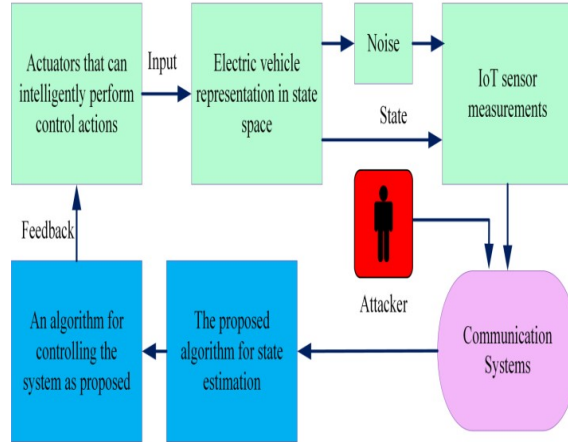 Actuators that can
intelligently perform
control actions
Input
Electric vehicle
representation in state
space
Noise
State
IoT sensor
measurements
Feedback
Attacker
An algorithm for
controlling the
system as proposed
The proposed
algorithm for state
estimation
Communication
Systems